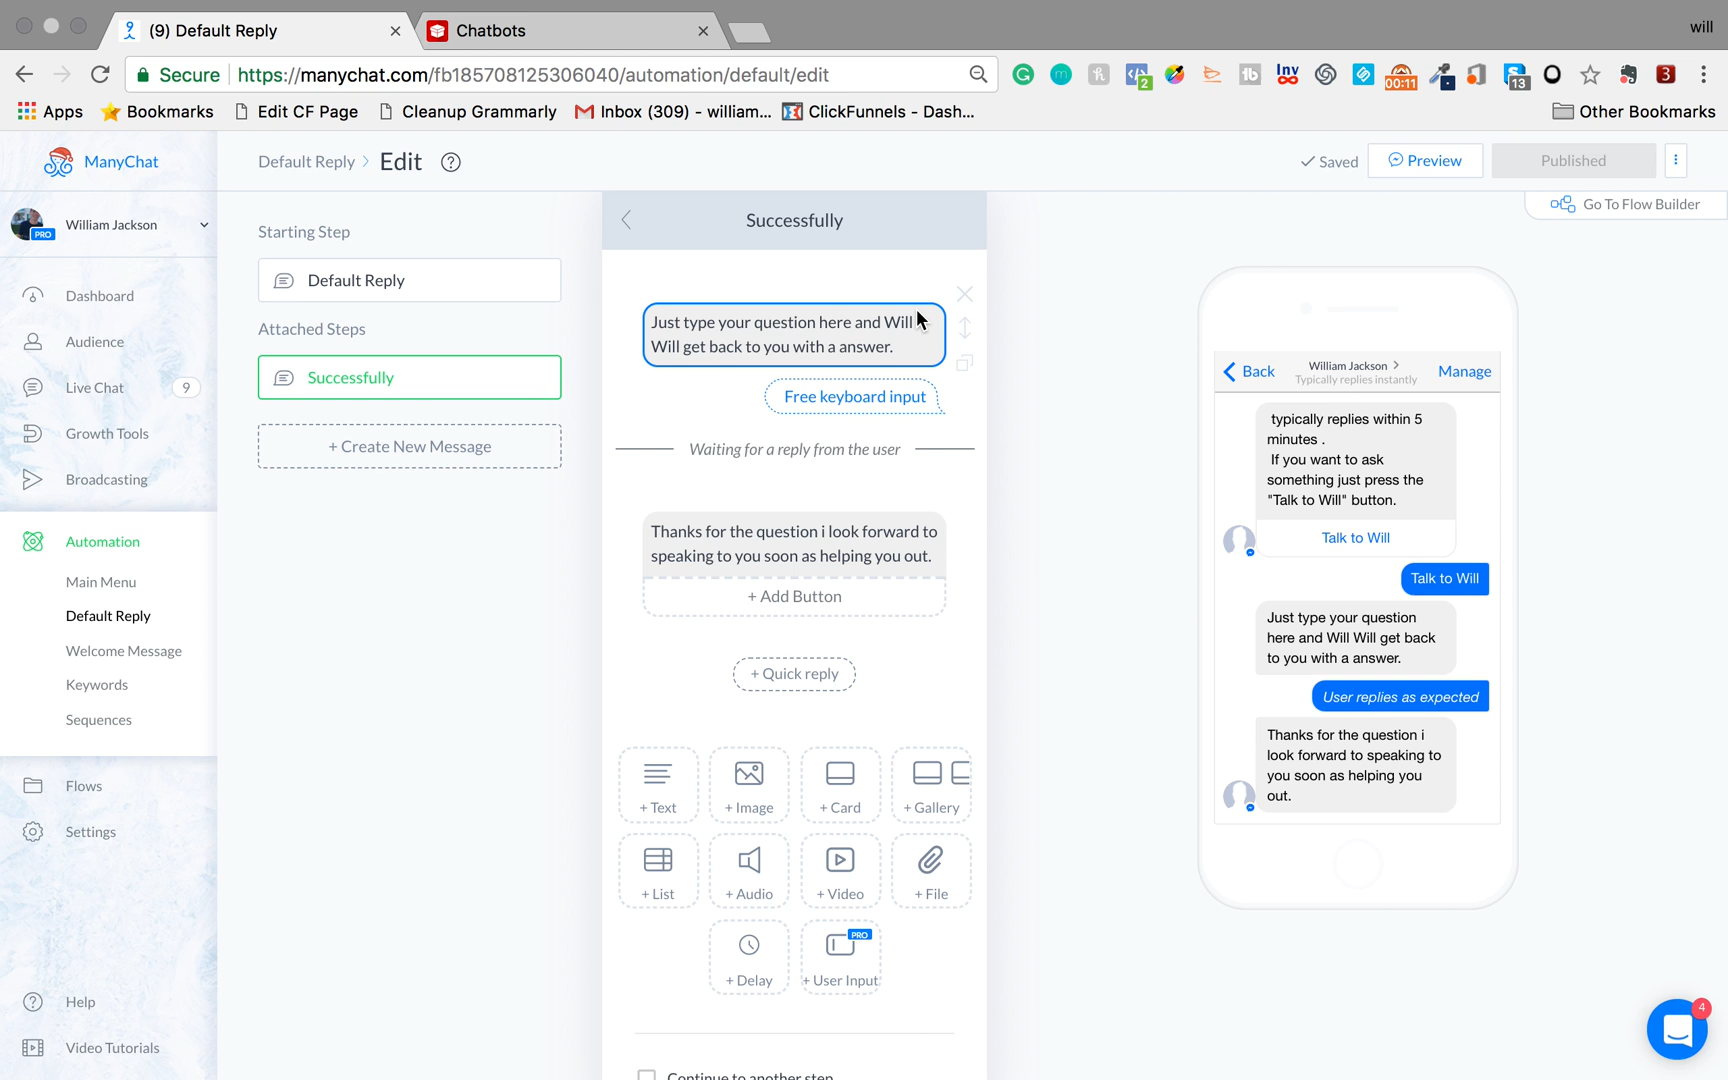 (9) Default Reply
Chatbots
will
Secure
https://manychat.com/fb185708125306040/automation/default/edit
2
Inv
00:11
13
3
Apps
Bookmarks
Edit CF Page
Cleanup Grammarly
Inbox (309) - william...
ClickFunnels - Dash...
Other Bookmarks
ManyChat
Default Reply
Edit
Saved
Preview
Published
Go To Flow Builder
PRO
William Jackson
Dashboard
Audience
Live Chat
9
Growth Tools
Broadcasting
Automation
Main Menu
Default Reply
Welcome Message
Keywords
Sequences
Flows
Settings
Help
Video Tutorials
Starting Step
Default Reply
Attached Steps
Successfully
+ Create New Message
Successfully
Just type your question here and Will
Will get back to you with a answer.
Free keyboard input
Waiting for a reply from the user
Thanks for the question i look forward to
speaking to you soon as helping you out.
+ Add Button
+ Quick reply
+ Text
+ Image
+ Card
+ Gallery
+ List
+ Audio
+ Video
+ File
+ Delay
PRO
+ User Input
Continue to another step
Back
William Jackson
Typically replies instantly
Manage
typically replies within 5
minutes .
If you want to ask
something just press the
"Talk to Will" button.
Talk to Will
Talk to Will
Just type your question
here and Will Will get back
to you with a answer.
User replies as expected
Thanks for the question i
look forward to speaking to
you soon as helping you
out.
4